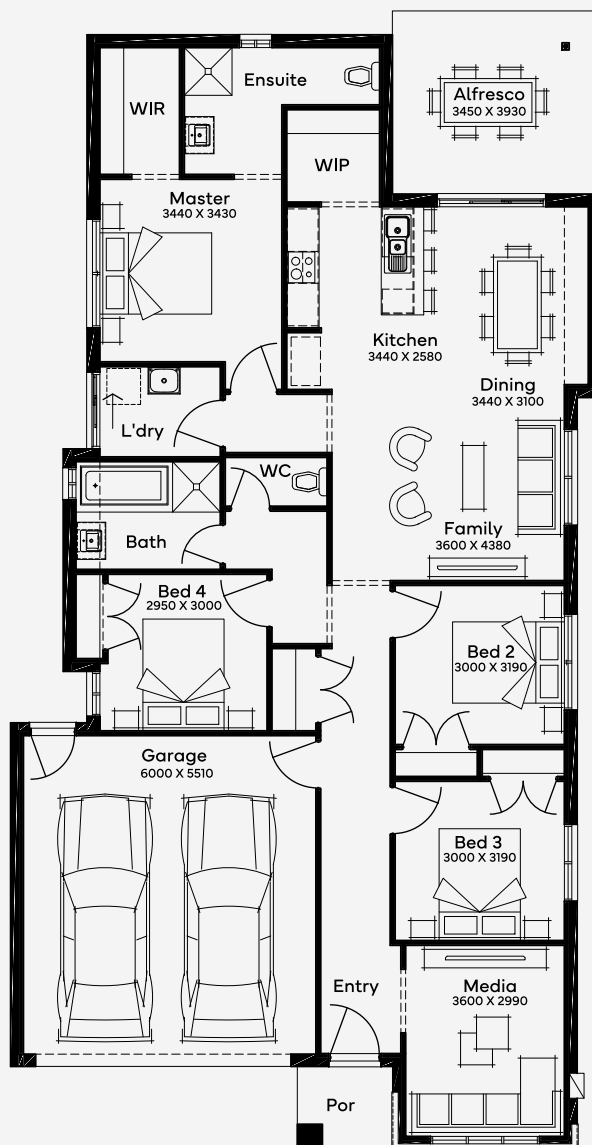 Ensuite
WIR
Alfresco
3450 X 3930
WIP
Master
3440 X 3430
Kitchen
3440 X 2580
Dining
3440 X 3100
L'dry
WC
Bath
Family
3600 X 4380
Bed 4
2950 X 3000
Bed 2
3000 X 3190
Garage
6000 X 5510
Bed 3
3000 X 3190
Entry
Media
3600 X 2990
Por